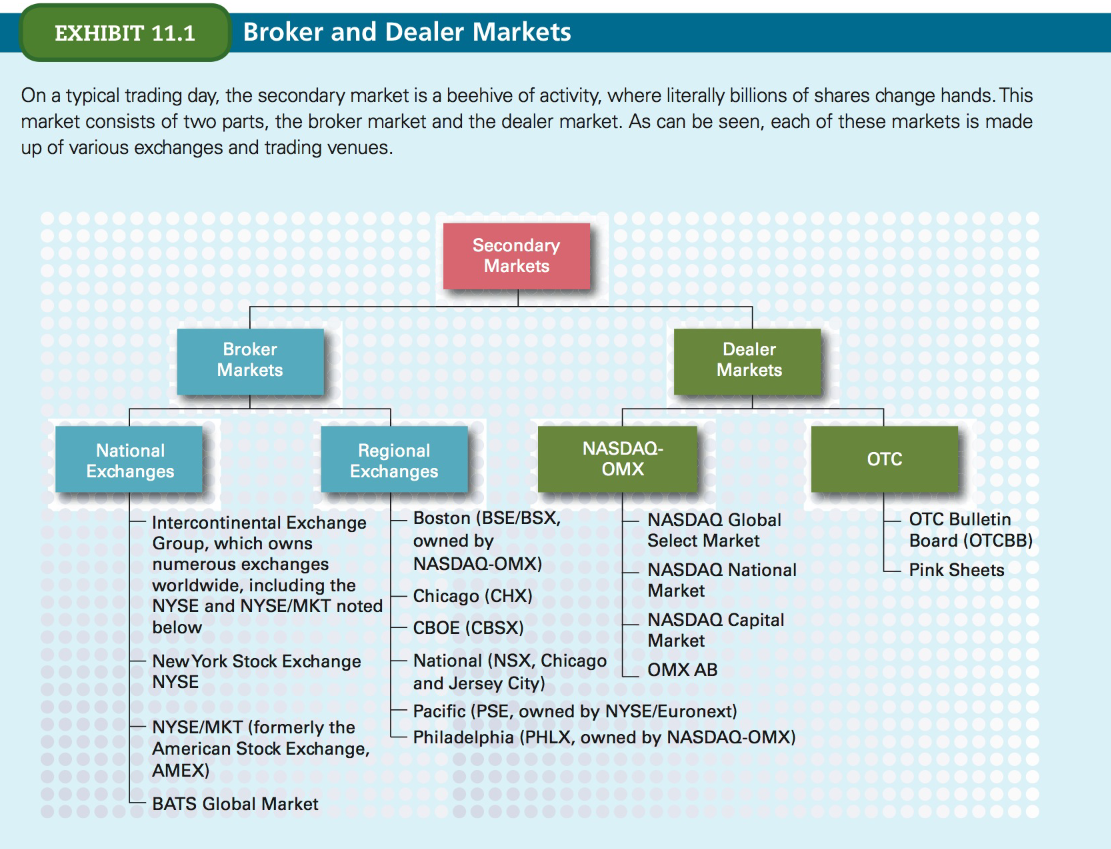 EXHIBIT 11.1
Broker and Dealer Markets
On a typical trading day, the secondary market is a beehive of activity, where literally billions of shares change hands. This
market consists of two parts, the broker market and the dealer market. As can be seen, each of these markets is made
up of various exchanges and trading venues.
Secondary
Markets
Broker
Markets
Dealer
Markets
National
Exchanges
Regional
Exchanges
NASDAQ-
OMX
OTC
Intercontinental Exchange
Group, which owns
numerous exchanges
worldwide, including the
NYSE and NYSE/MKT noted
below
New York Stock Exchange
NYSE
NYSE/MKT (formerly the
American Stock Exchange,
AMEX)
BATS Global Market
Boston (BSE/BSX,
owned by
NASDAQ-OMX)
Chicago (CHX)
CBOE (CBSX)
National (NSX, Chicago
and Jersey City)
Pacific (PSE, owned by NYSE/Euronext)
Philadelphia (PHLX, owned by NASDAQ-OMX)
NASDAQ Global
Select Market
NASDAQ National
Market
NASDAQ Capital
Market
OMX AB
OTC Bulletin
Board (OTCBB)
Pink Sheets